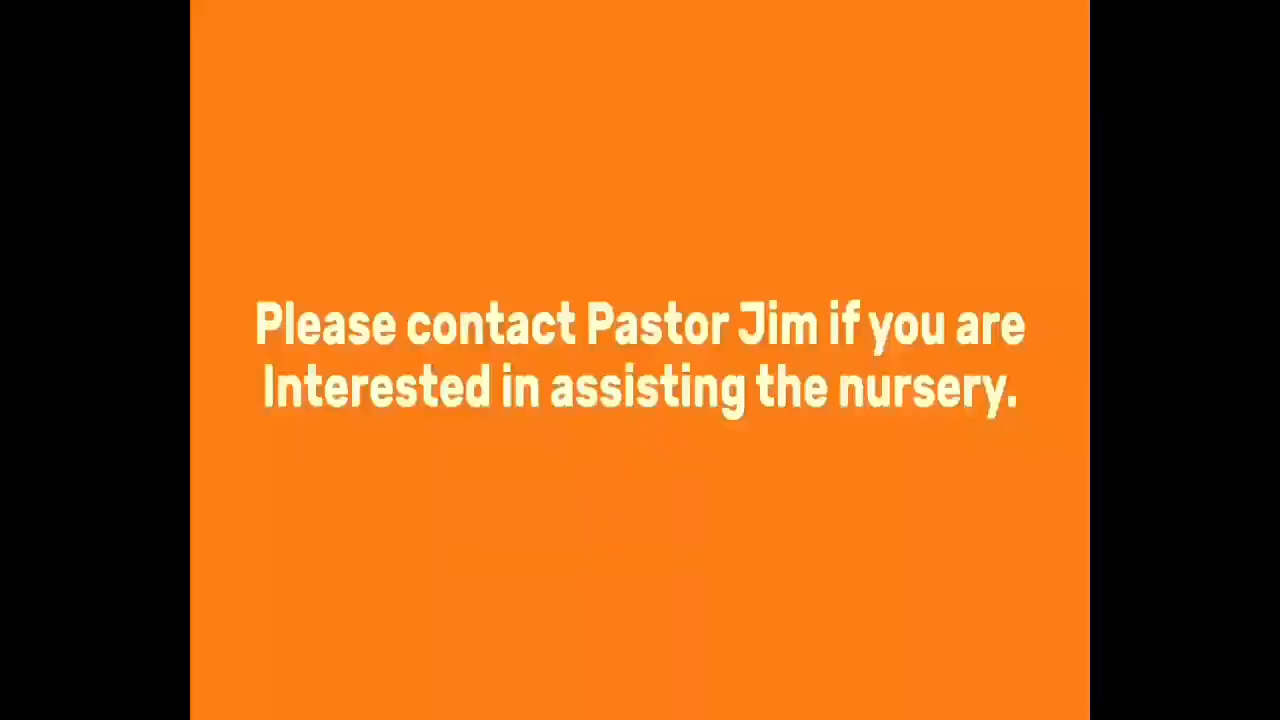 Please contact Pastor Jim if you are
Interested in assisting the nursery.